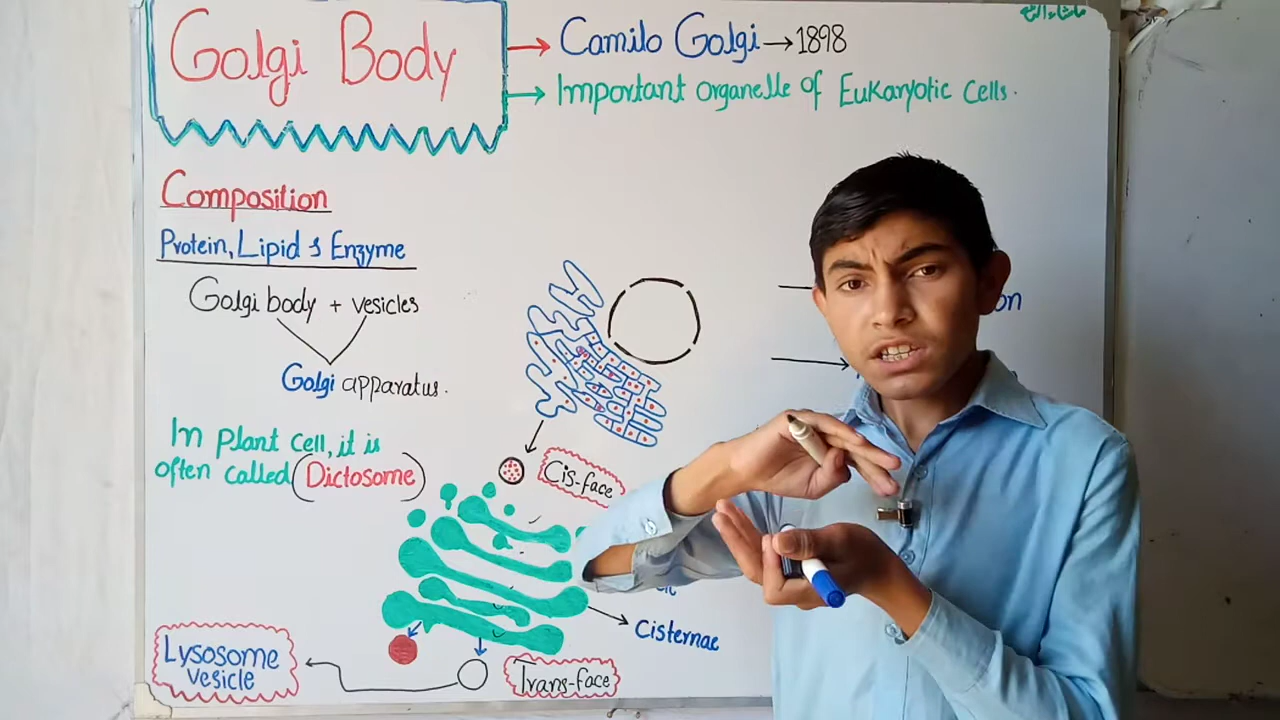 Golgi Body
Camilo Golgi → 1898
Important organelle of Eukaryotic Cells.
ماشاءاللہ
Composition
Protein, Lipid & Enzyme
Golgi body + vesicles
Golgi apparatus.
In plant cell, it is
often called (Dictosome)
Cis-face
Cisternae
Trans-face
Lysosome
vesicle